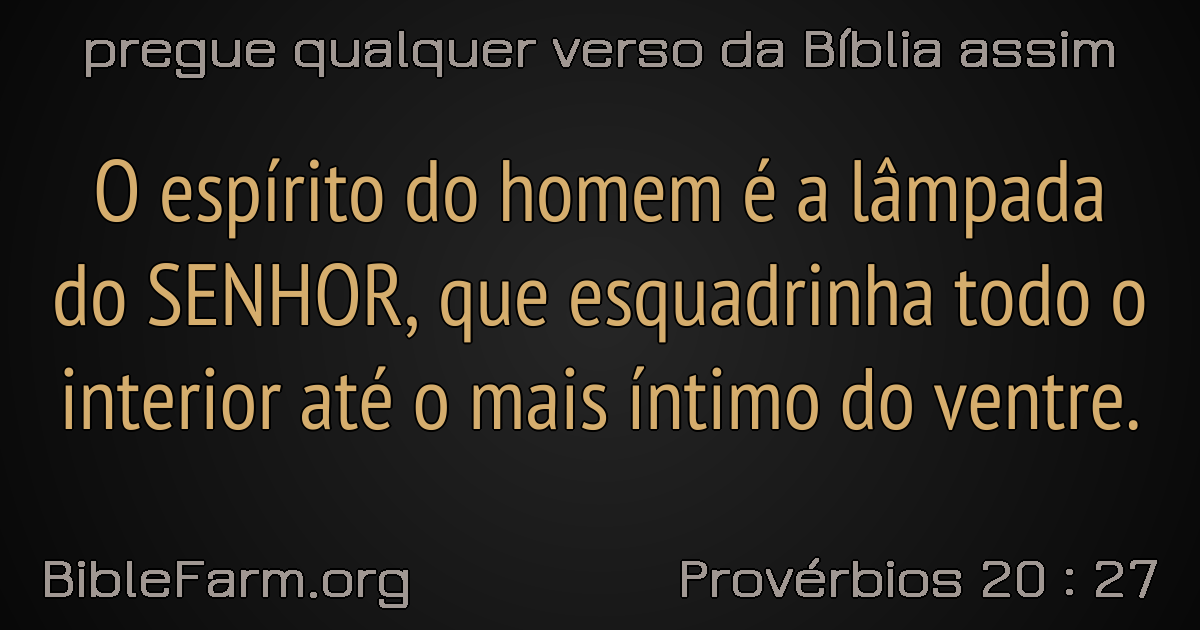 pregue qualquer verso da Bíblia assim
O espírito do homem é a lâmpada
do SENHOR, que esquadrinha todo o
interior até o mais íntimo do ventre.
BibleFarm.org
Provérbios 20 : 27